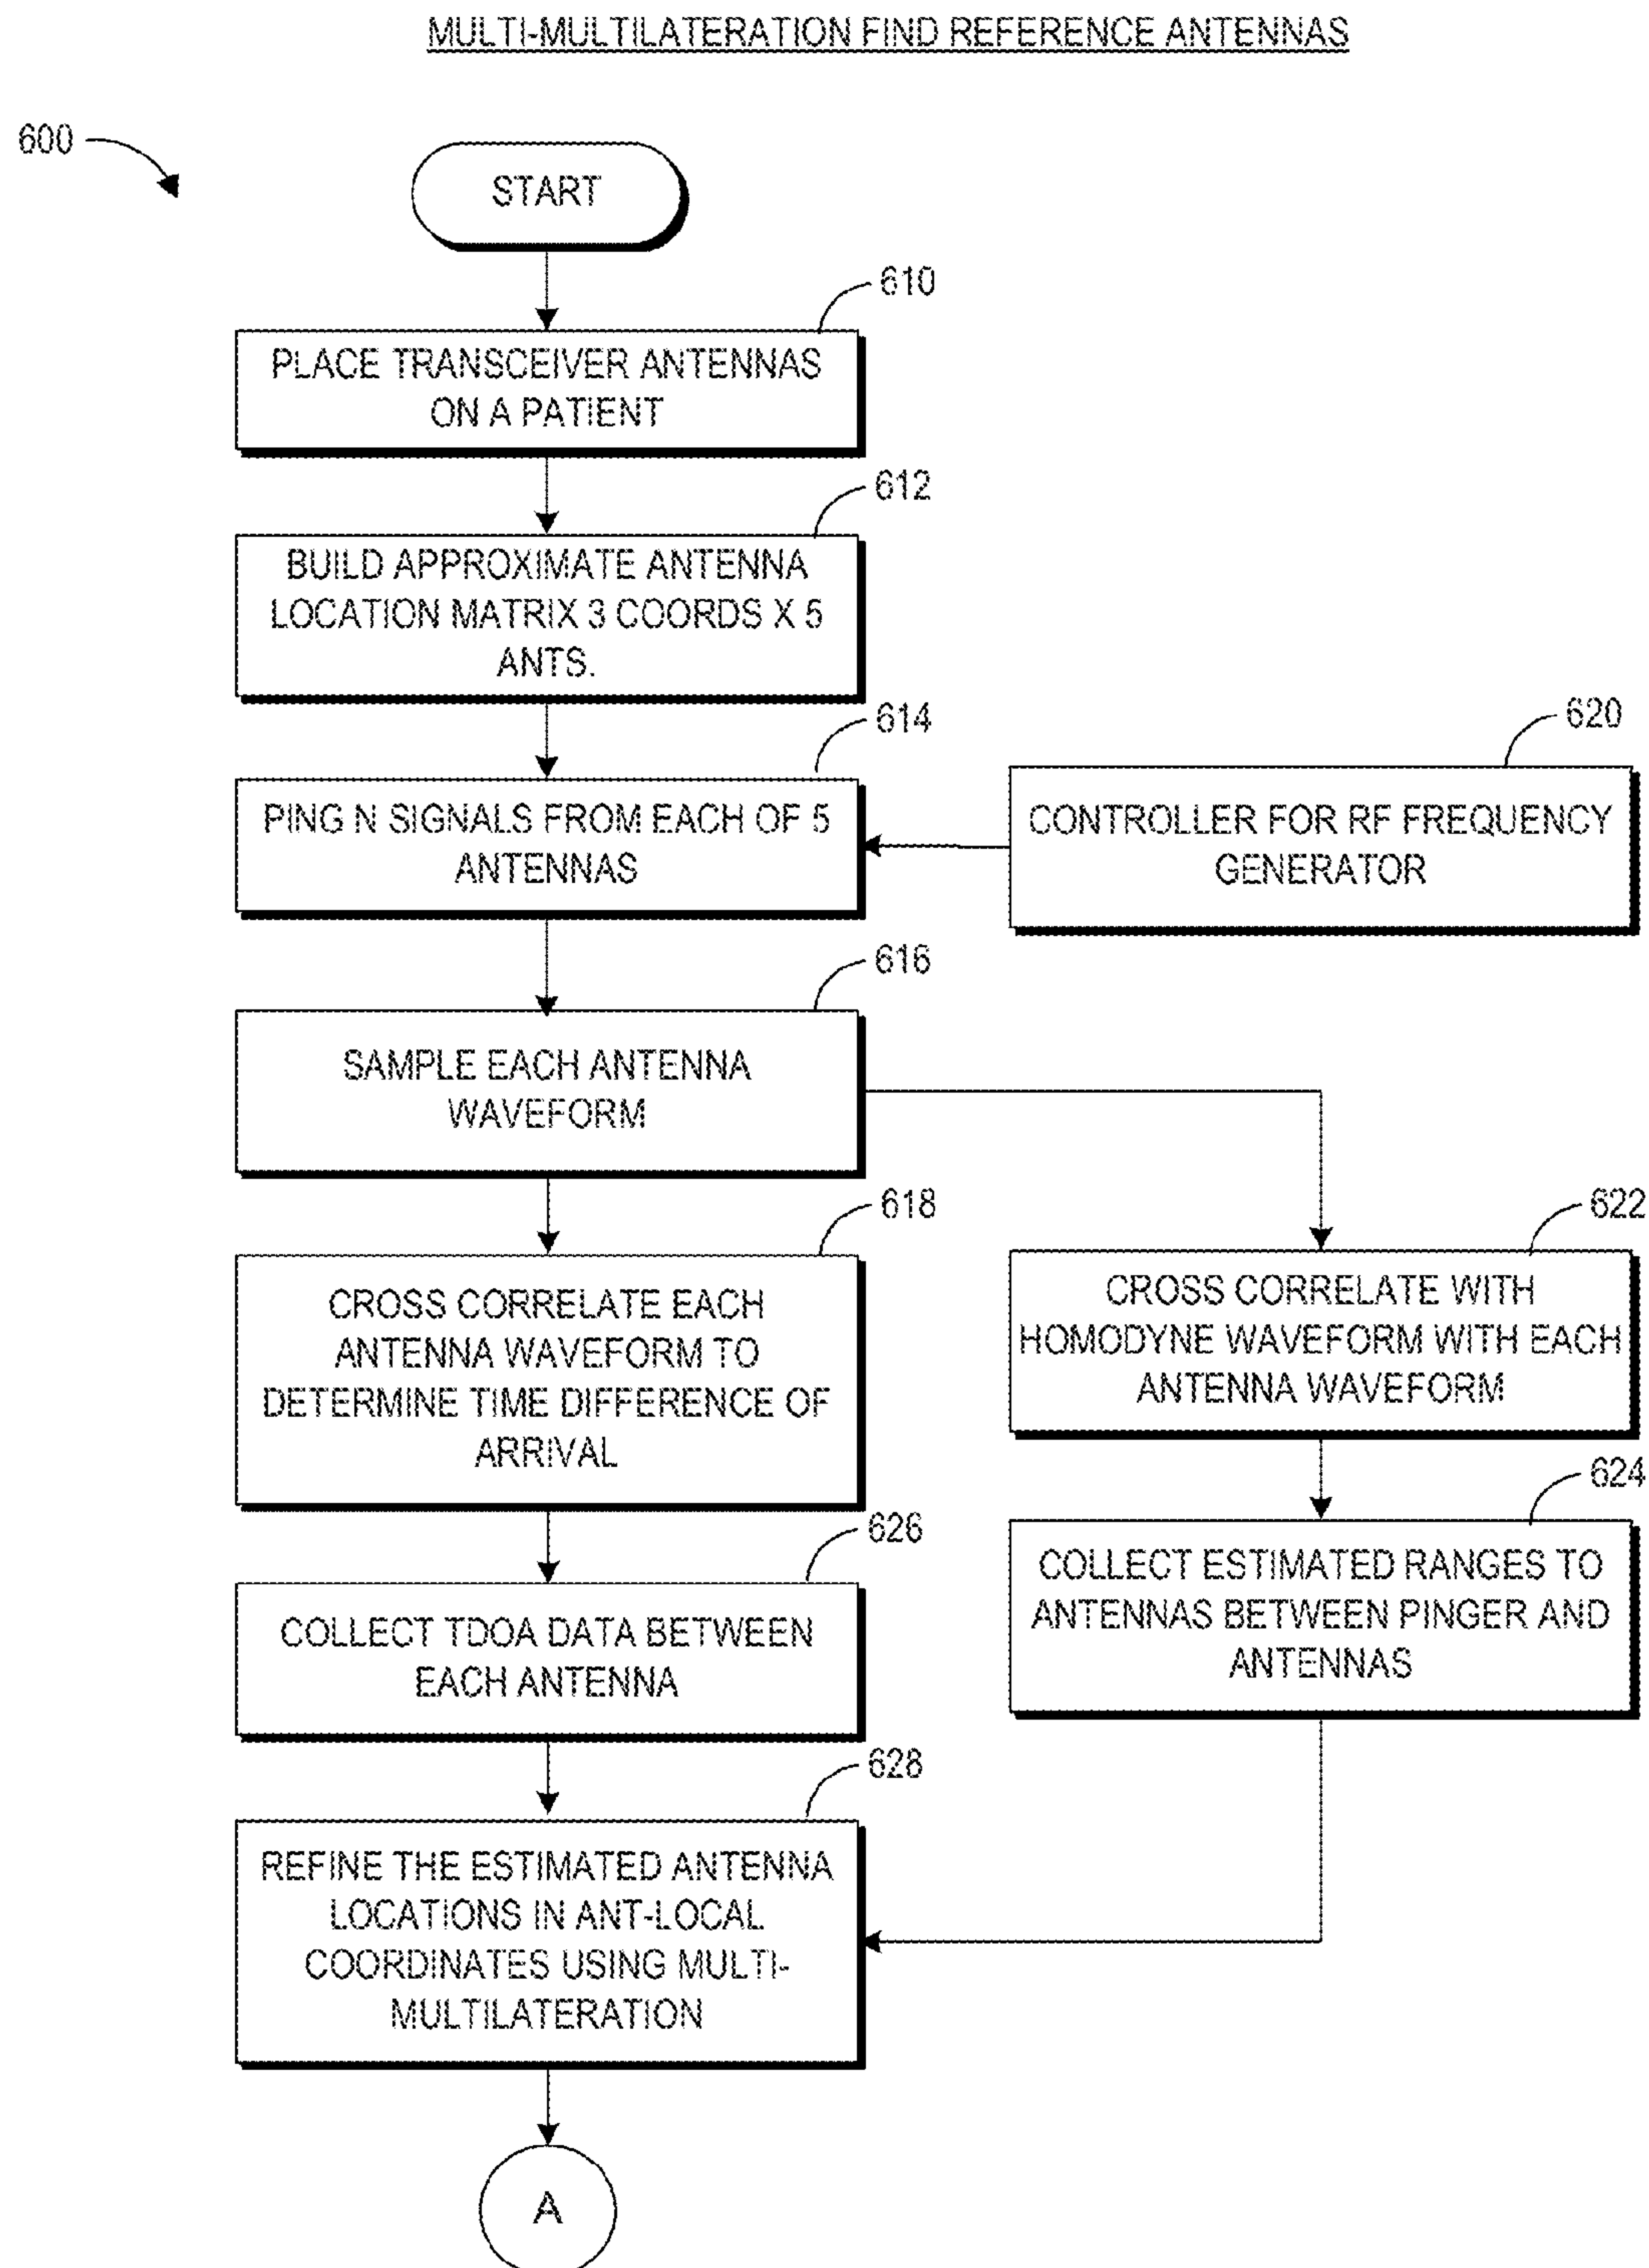 MULTI-MULTILATERATION FIND REFERENCE ANTENNAS
600
START
610
PLACE TRANSCEIVER ANTENNAS
ON A PATIENT
612
BUILD APPROXIMATE ANTENNA
LOCATION MATRIX 3 COORDS X 5
ANTS.
614
PING N SIGNALS FROM EACH OF 5
ANTENNAS
620
CONTROLLER FOR RF FREQUENCY
GENERATOR
616
SAMPLE EACH ANTENNA
WAVEFORM
618
CROSS CORRELATE EACH
ANTENNA WAVEFORM TO
DETERMINE TIME DIFFERENCE OF
ARRIVAL
622
CROSS CORRELATE WITH
HOMODYNE WAVEFORM WITH EACH
ANTENNA WAVEFORM
624
COLLECT ESTIMATED RANGES TO
ANTENNAS BETWEEN PINGER AND
ANTENNAS
626
COLLECT TDOA DATA BETWEEN
EACH ANTENNA
628
REFINE THE ESTIMATED ANTENNA
LOCATIONS IN ANT-LOCAL
COORDINATES USING MULTI-
MULTILATERATION
A